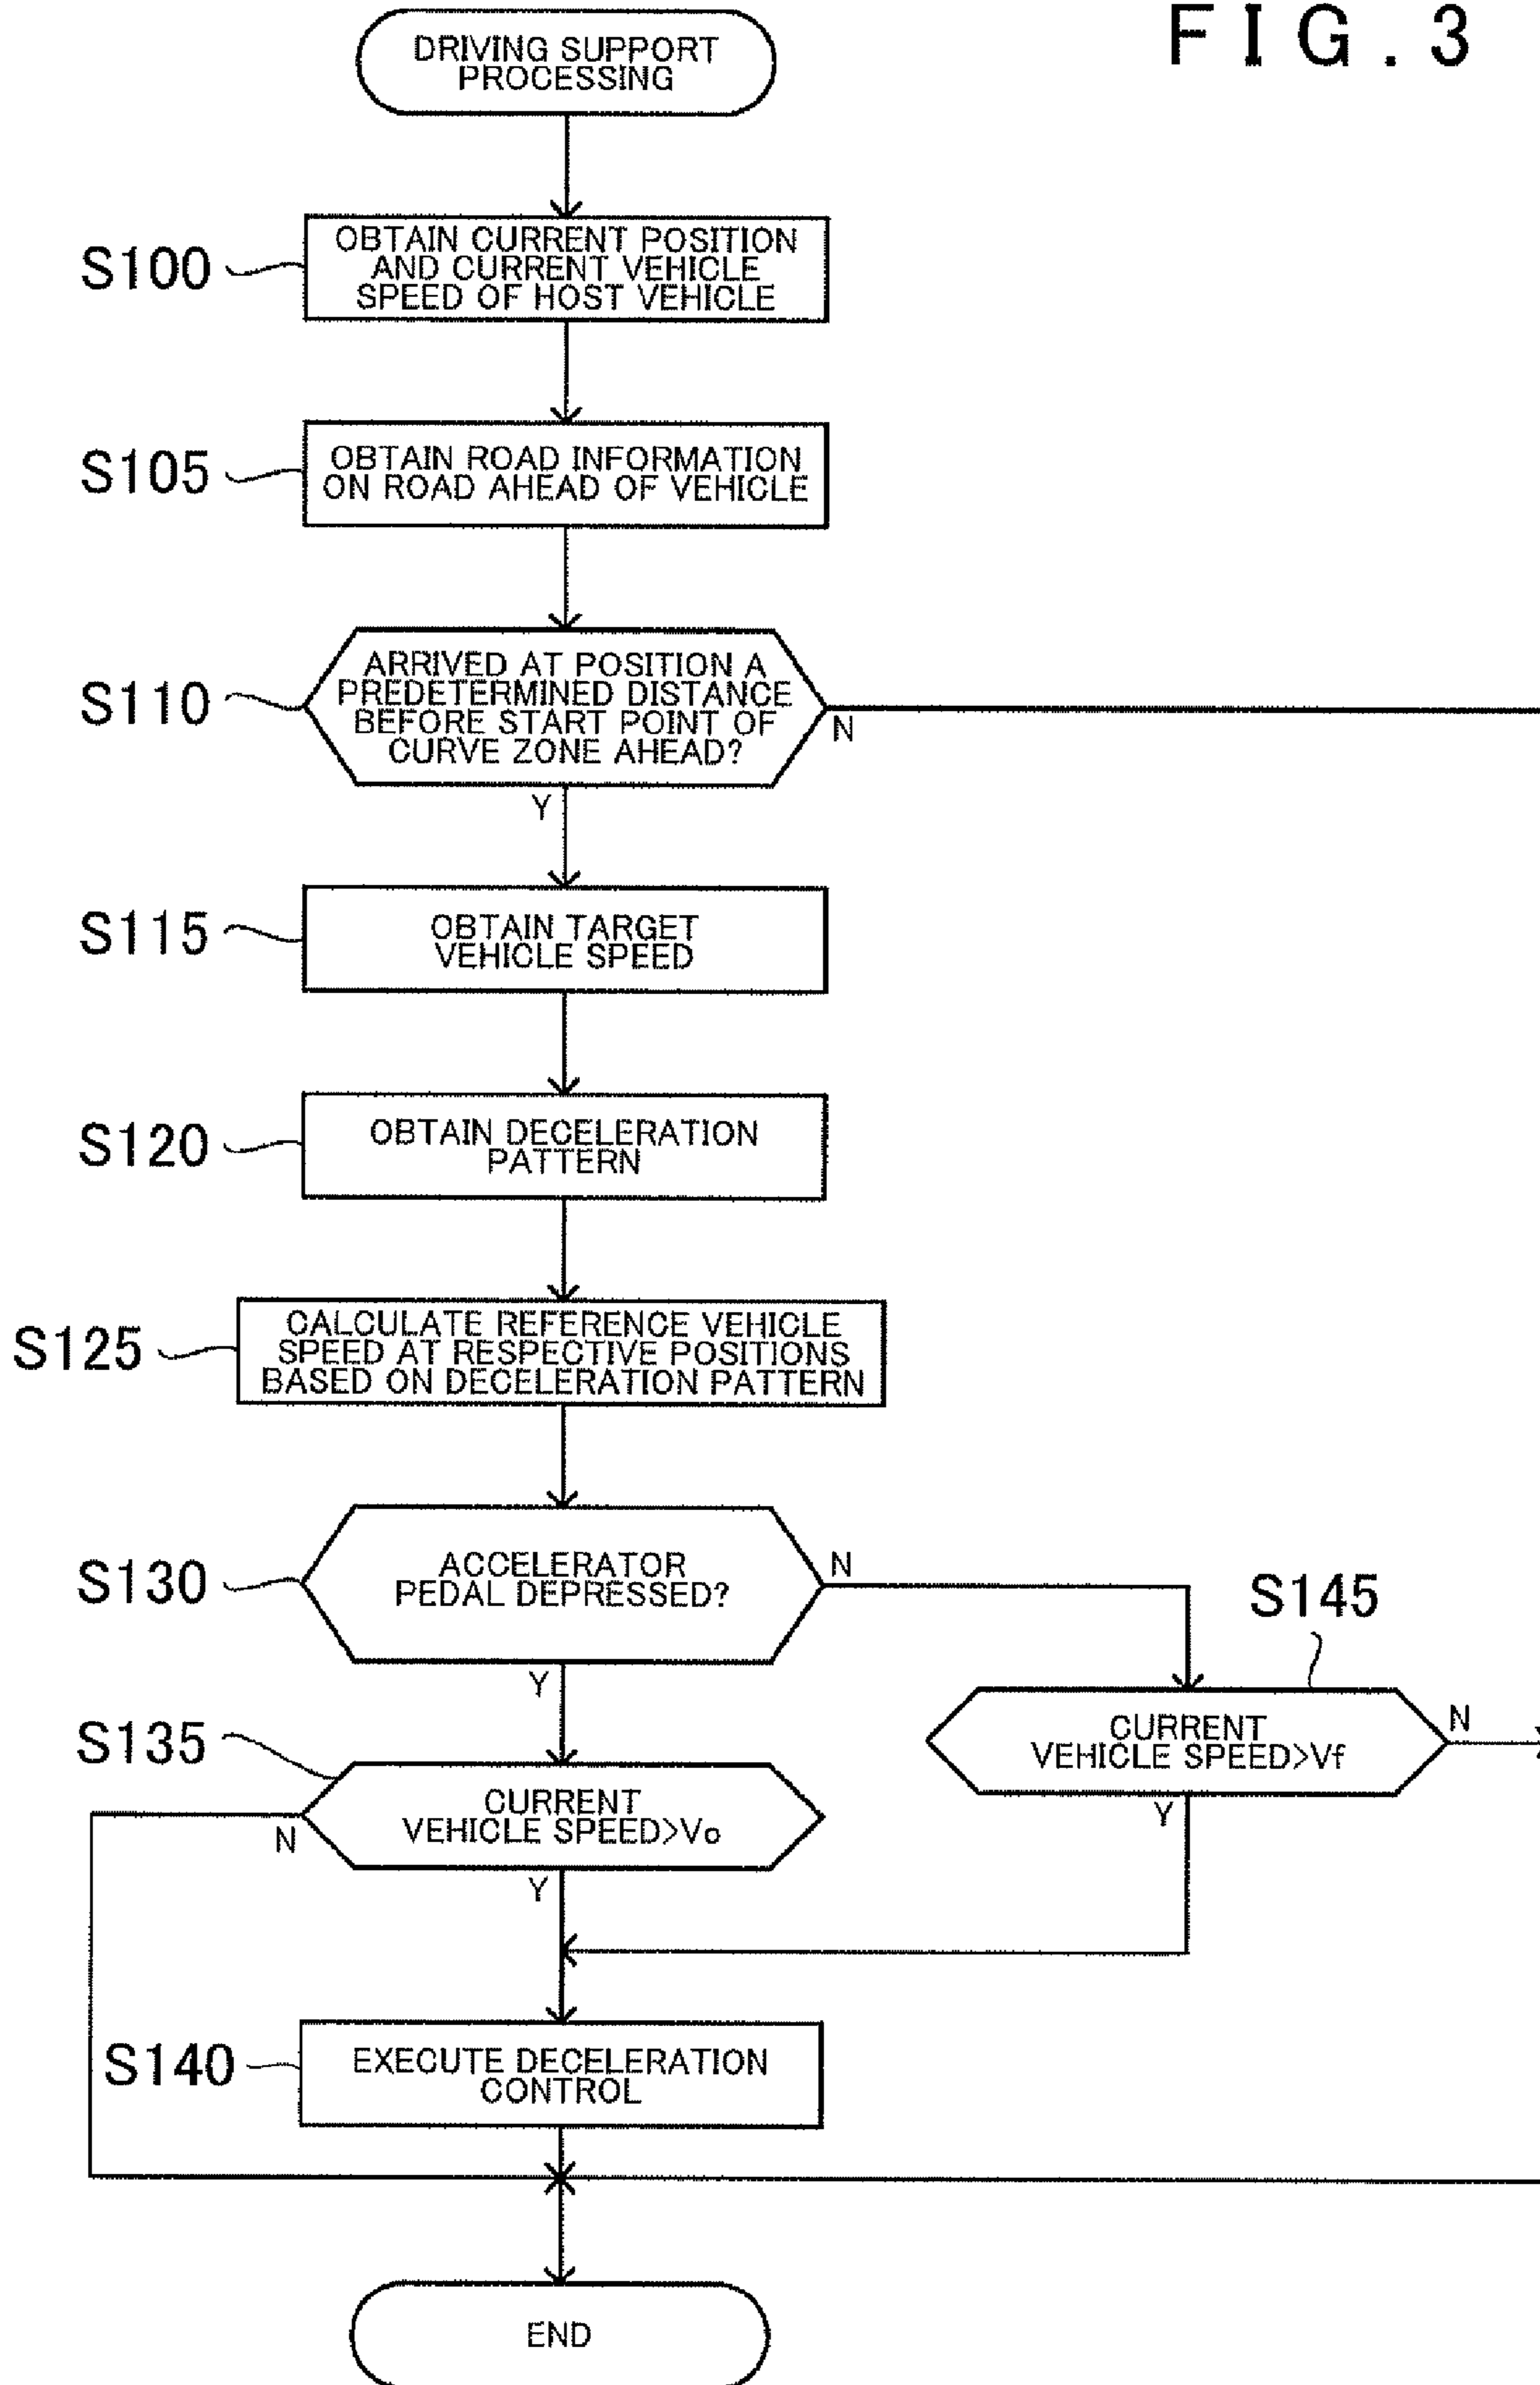 FIG.3
DRIVING SUPPORT
PROCESSING
S100
OBTAIN CURRENT POSITION
AND CURRENT VEHICLE
SPEED OF HOST VEHICLE
S105
OBTAIN ROAD INFORMATION
ON ROAD AHEAD OF VEHICLE
S110
ARRIVED AT POSITION A
PREDETERMINED DISTANCE
BEFORE START POINT OF
CURVE ZONE AHEAD?
N
Y
S115
OBTAIN TARGET
VEHICLE SPEED
S120
OBTAIN DECELERATION
PATTERN
S125
CALCULATE REFERENCE VEHICLE
SPEED AT RESPECTIVE POSITIONS
BASED ON DECELERATION PATTERN
S130
ACCELERATOR
PEDAL DEPRESSED?
N
Y
S145
CURRENT
VEHICLE SPEED>Vf
N
Y
S135
CURRENT
VEHICLE SPEED>Vo
N
Y
S140
EXECUTE DECELERATION
CONTROL
END